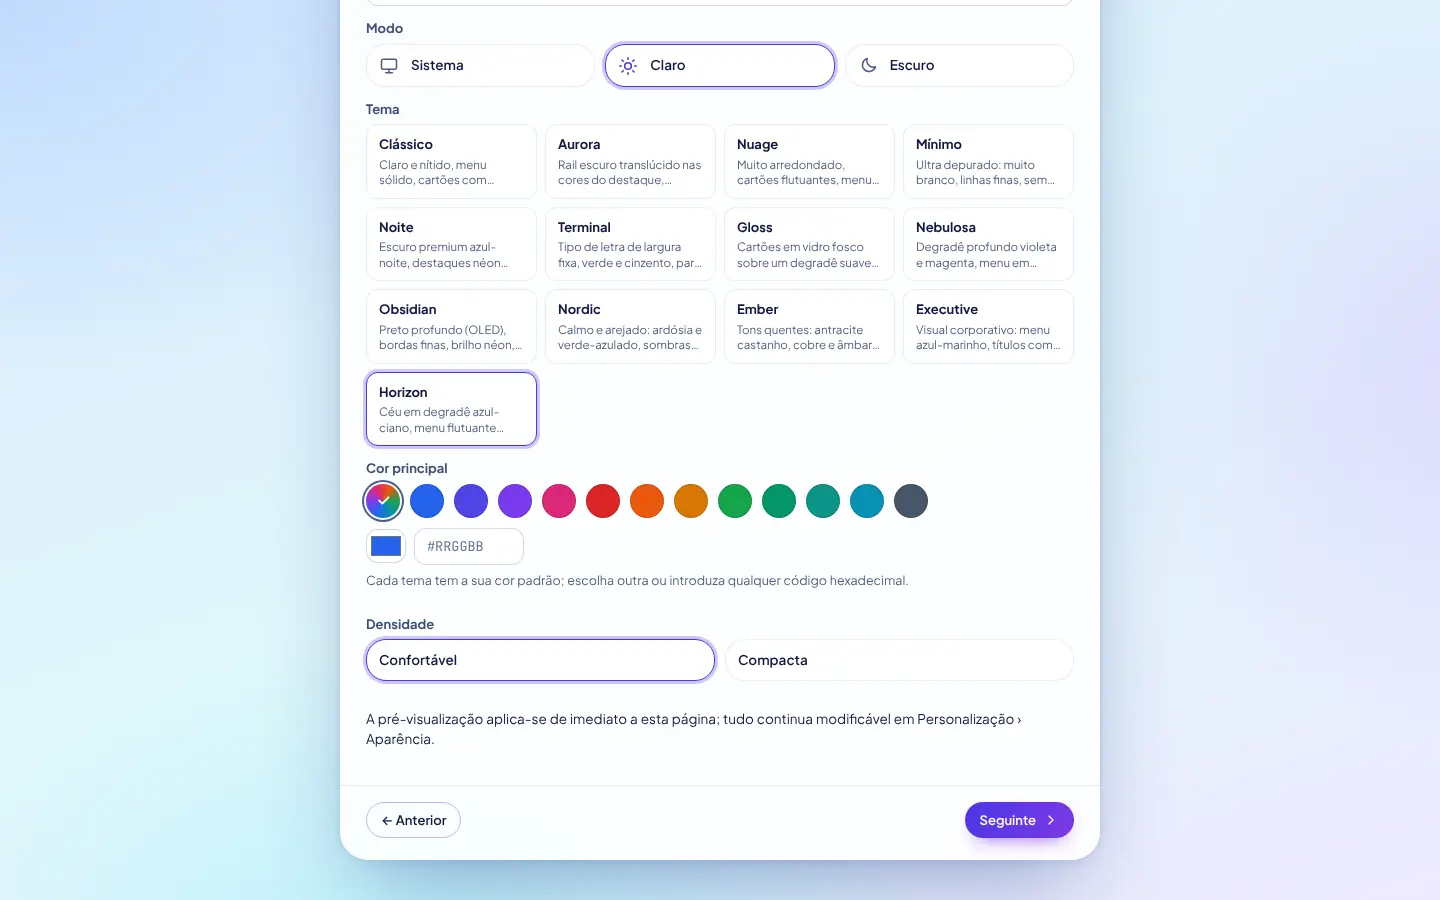 Modo
Sistema
Claro
Escuro
Tema
Clássico
Claro e nítido, menu
sólido, cartões com…
Aurora
Rail escuro translúcido nas
cores do destaque,…
Nuage
Muito arredondado,
cartões flutuantes, menu…
Mínimo
Ultra depurado: muito
branco, linhas finas, sem…
Noite
Escuro premium azul-
noite, destaques néon…
Terminal
Tipo de letra de largura
fixa, verde e cinzento, par…
Gloss
Cartões em vidro fosco
sobre um degradê suave…
Nebulosa
Degradê profundo violeta
e magenta, menu em…
Obsidian
Preto profundo (OLED),
bordas finas, brilho néon,…
Nordic
Calmo e arejado: ardósia e
verde-azulado, sombras…
Ember
Tons quentes: antracite
castanho, cobre e âmbar…
Executive
Visual corporativo: menu
azul-marinho, títulos com…
Horizon
Céu em degradê azul-
ciano, menu flutuante…
Cor principal
#RRGGBB
Cada tema tem a sua cor padrão; escolha outra ou introduza qualquer código hexadecimal.
Densidade
Confortável
Compacta
A pré-visualização aplica-se de imediato a esta página; tudo continua modificável em Personalização ›
Aparência.
← Anterior
Seguinte